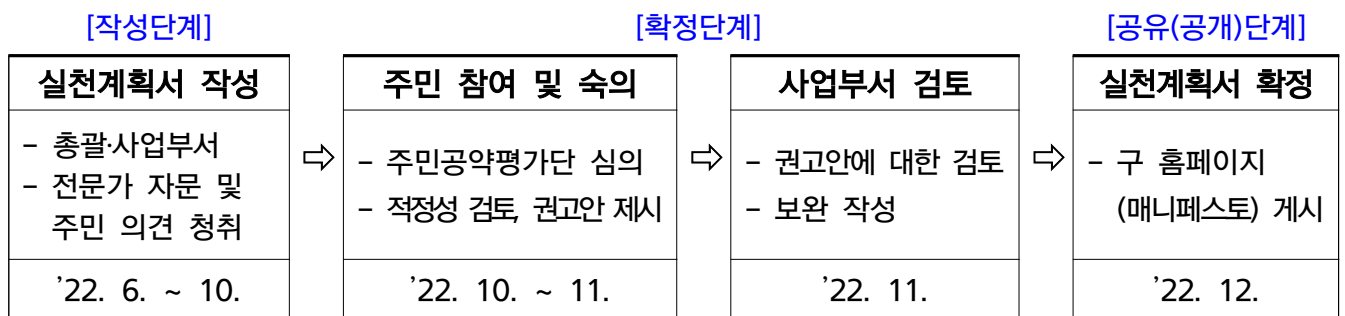 [작성단계] [확정단계] [공유(공개)단계]
실천계획서 작성
- 총괄·사업부서
- 전문가 자문 및
주민 의견 청취
'22. 6. ~ 10.
⇨
주민 참여 및 숙의
- 주민공약평가단 심의
- 적정성 검토, 권고안 제시
'22. 10. ~ 11.
⇨
사업부서 검토
- 권고안에 대한 검토
- 보완 작성
'22. 11.
⇨
실천계획서 확정
- 구 홈페이지
(매니페스토) 게시
'22. 12.